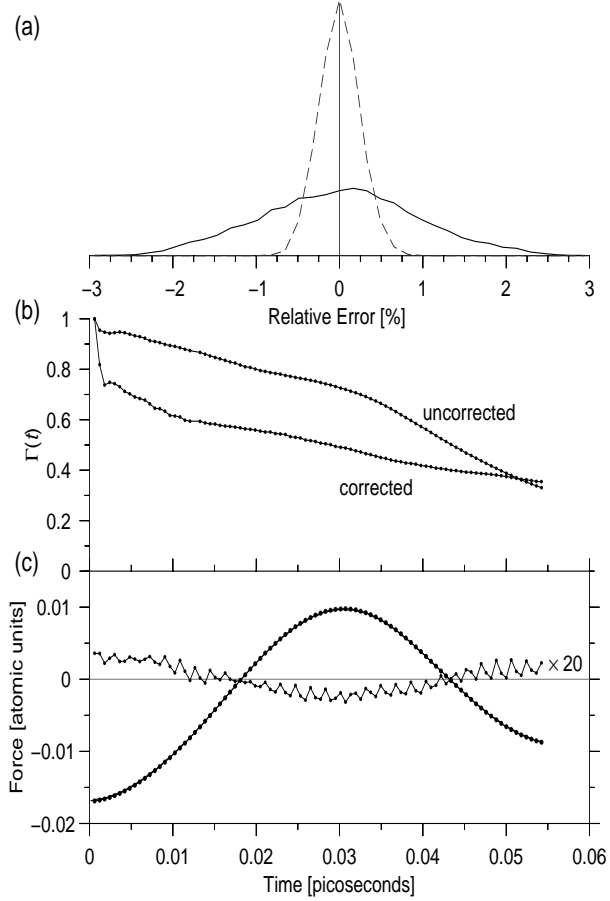 (a)
−3 −2 −1 0 1 2 3
Relative Error [%]
(b)
1
0.8
0.6
0.4
0.2
0
Γ(t)
uncorrected
corrected
(c)
0.01
0
−0.01
−0.02
Force [atomic units]
× 20
0 0.01 0.02 0.03 0.04 0.05 0.06
Time [picoseconds]